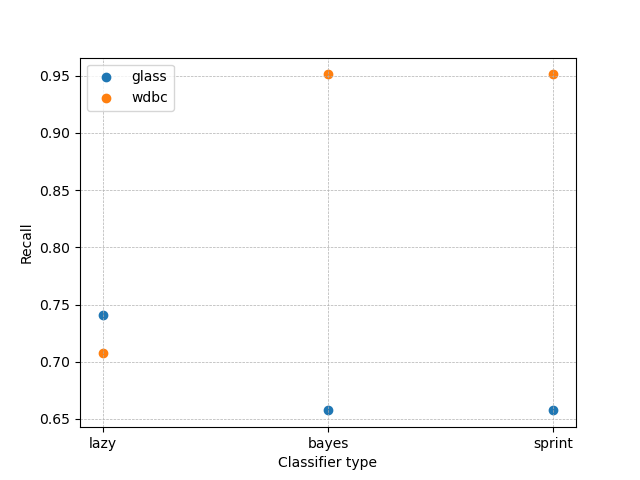 glass
wdbc
0.95
0.90
0.85
0.80
0.75
0.70
0.65
Recall
lazy bayes sprint
Classifier type